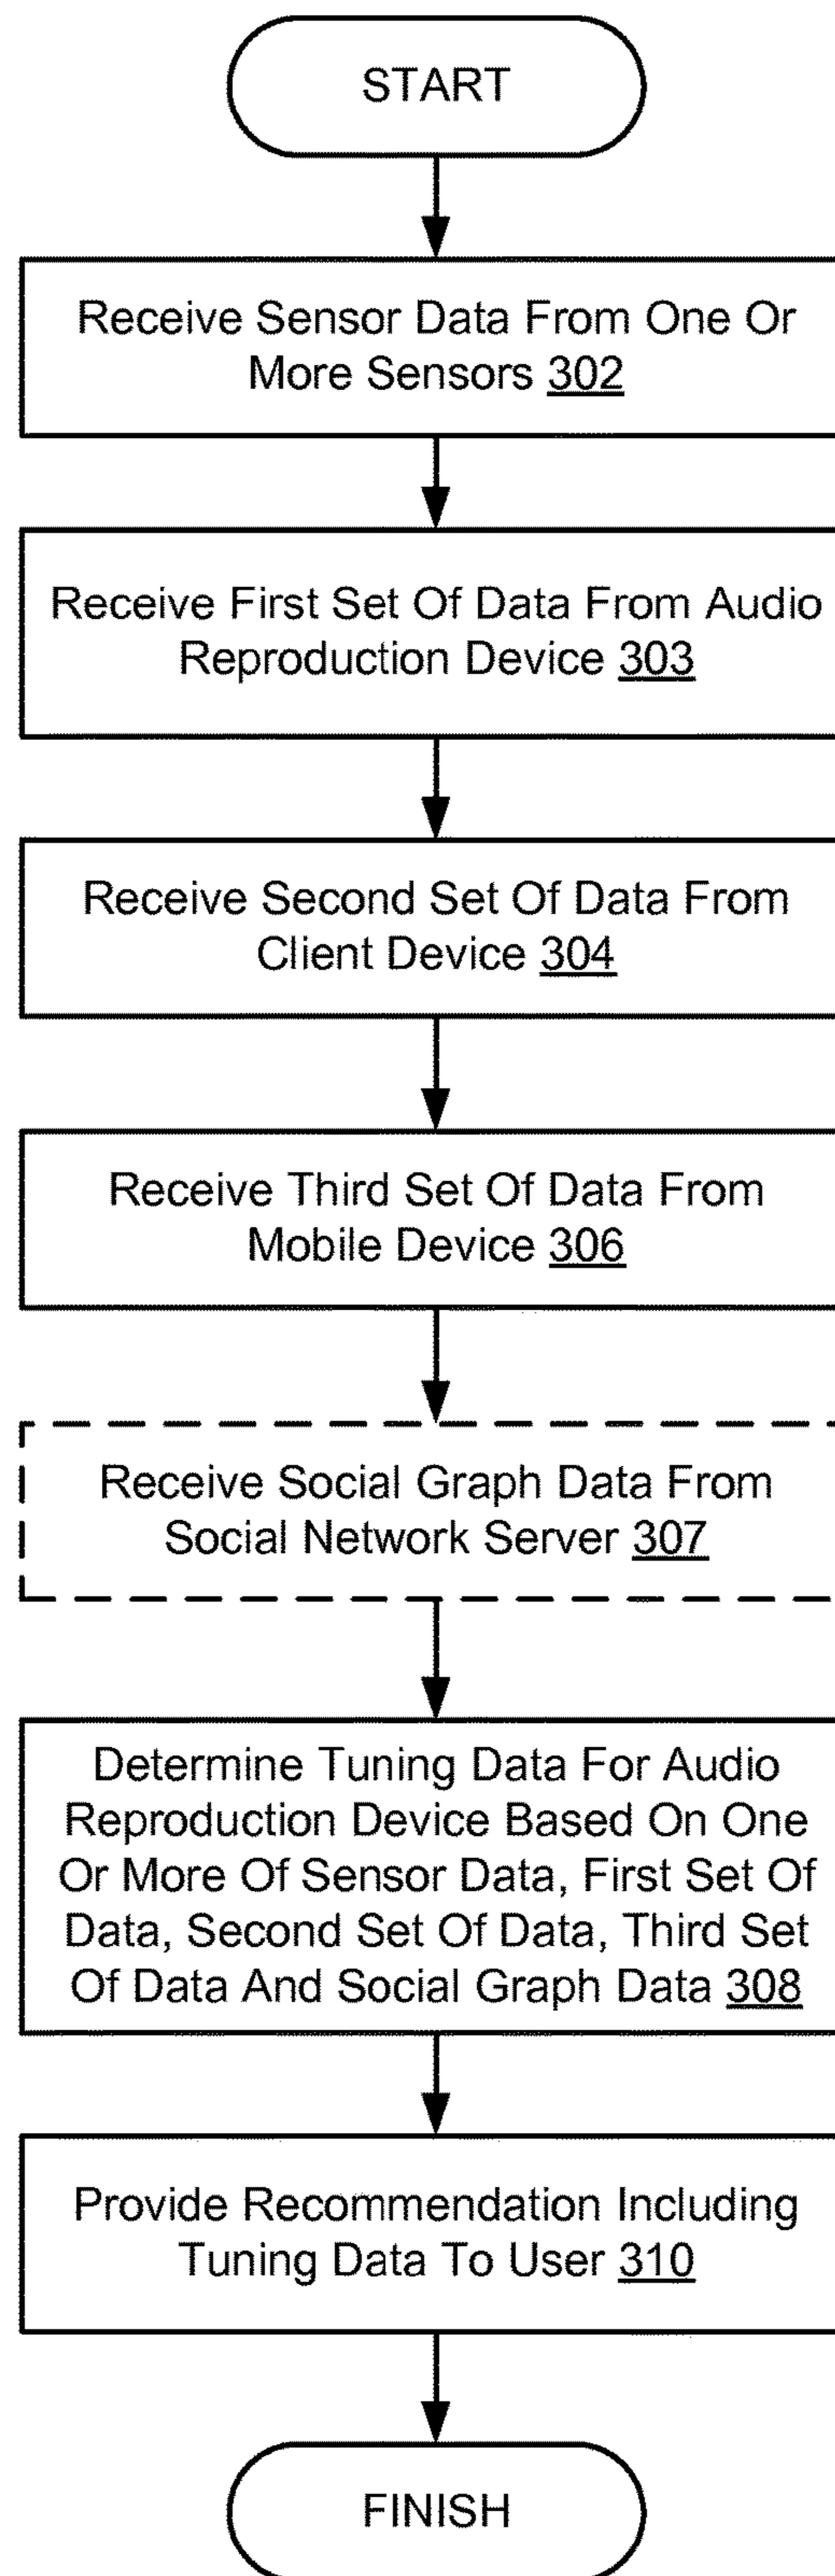 START
Receive Sensor Data From One Or
More Sensors 302
Receive First Set Of Data From Audio
Reproduction Device 303
Receive Second Set Of Data From
Client Device 304
Receive Third Set Of Data From
Mobile Device 306
Receive Social Graph Data From
Social Network Server 307
Determine Tuning Data For Audio
Reproduction Device Based On One
Or More Of Sensor Data, First Set Of
Data, Second Set Of Data, Third Set
Of Data And Social Graph Data 308
Provide Recommendation Including
Tuning Data To User 310
FINISH